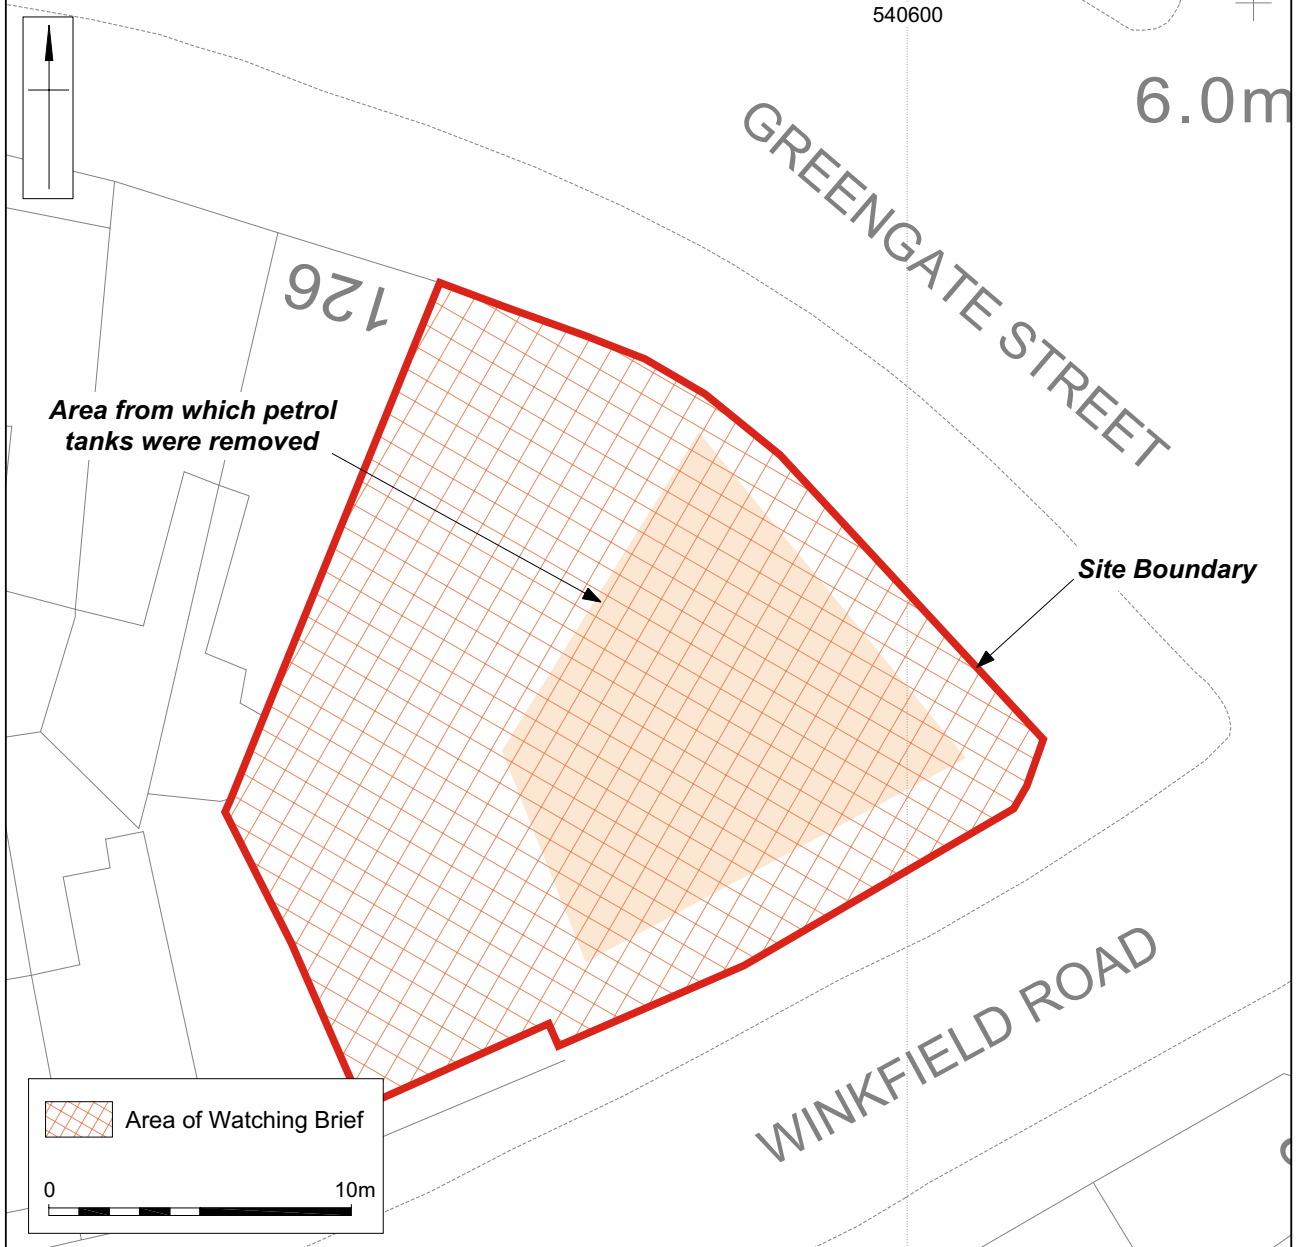 540600
6.0m
GREENGATE STREET
126
Area from which petrol
tanks were removed
Site Boundary
WINKFIELD ROAD
Area of Watching Brief
0 10m